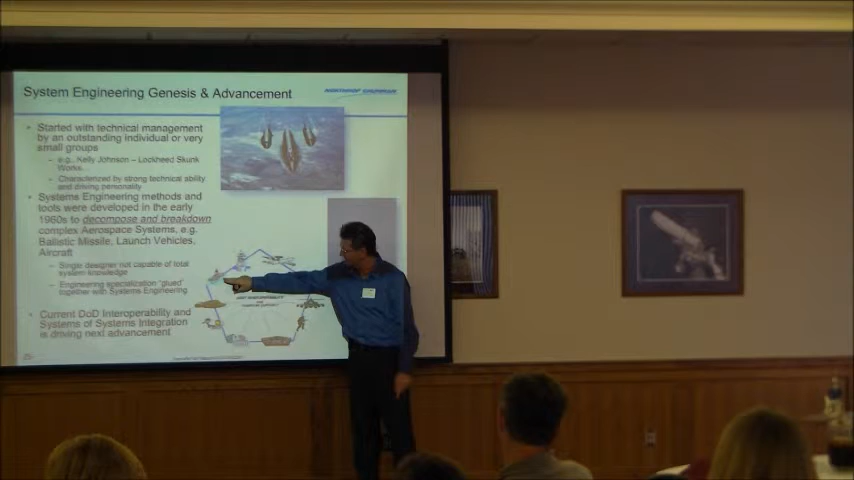 System Engineering Genesis & Advancement
NORTHROP GRUMMAN
• Started with technical management
by an outstanding individual or very
small groups
– e.g., Kelly Johnson – Lockheed Skunk
Works...
– Characterized by strong technical ability
and driving personality
• Systems Engineering methods and
tools were developed in the early
1960s to decompose and breakdown
complex Aerospace Systems, e.g.
Ballistic Missile, Launch Vehicles,
Aircraft
– Single designer not capable of total
system knowledge
– Engineering specialization "glued"
together with Systems Engineering
• Current DoD Interoperability and
Systems of Systems Integration
is driving next advancement